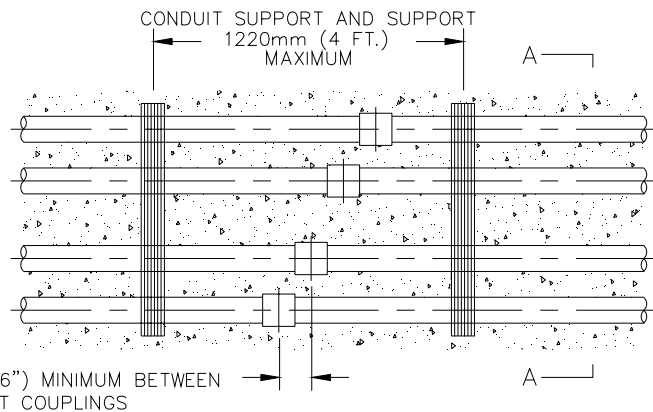 CONDUIT SUPPORT AND SUPPORT
1220mm (4 FT.)
MAXIMUM
A
6”) MINIMUM BETWEEN
T COUPLINGS
A